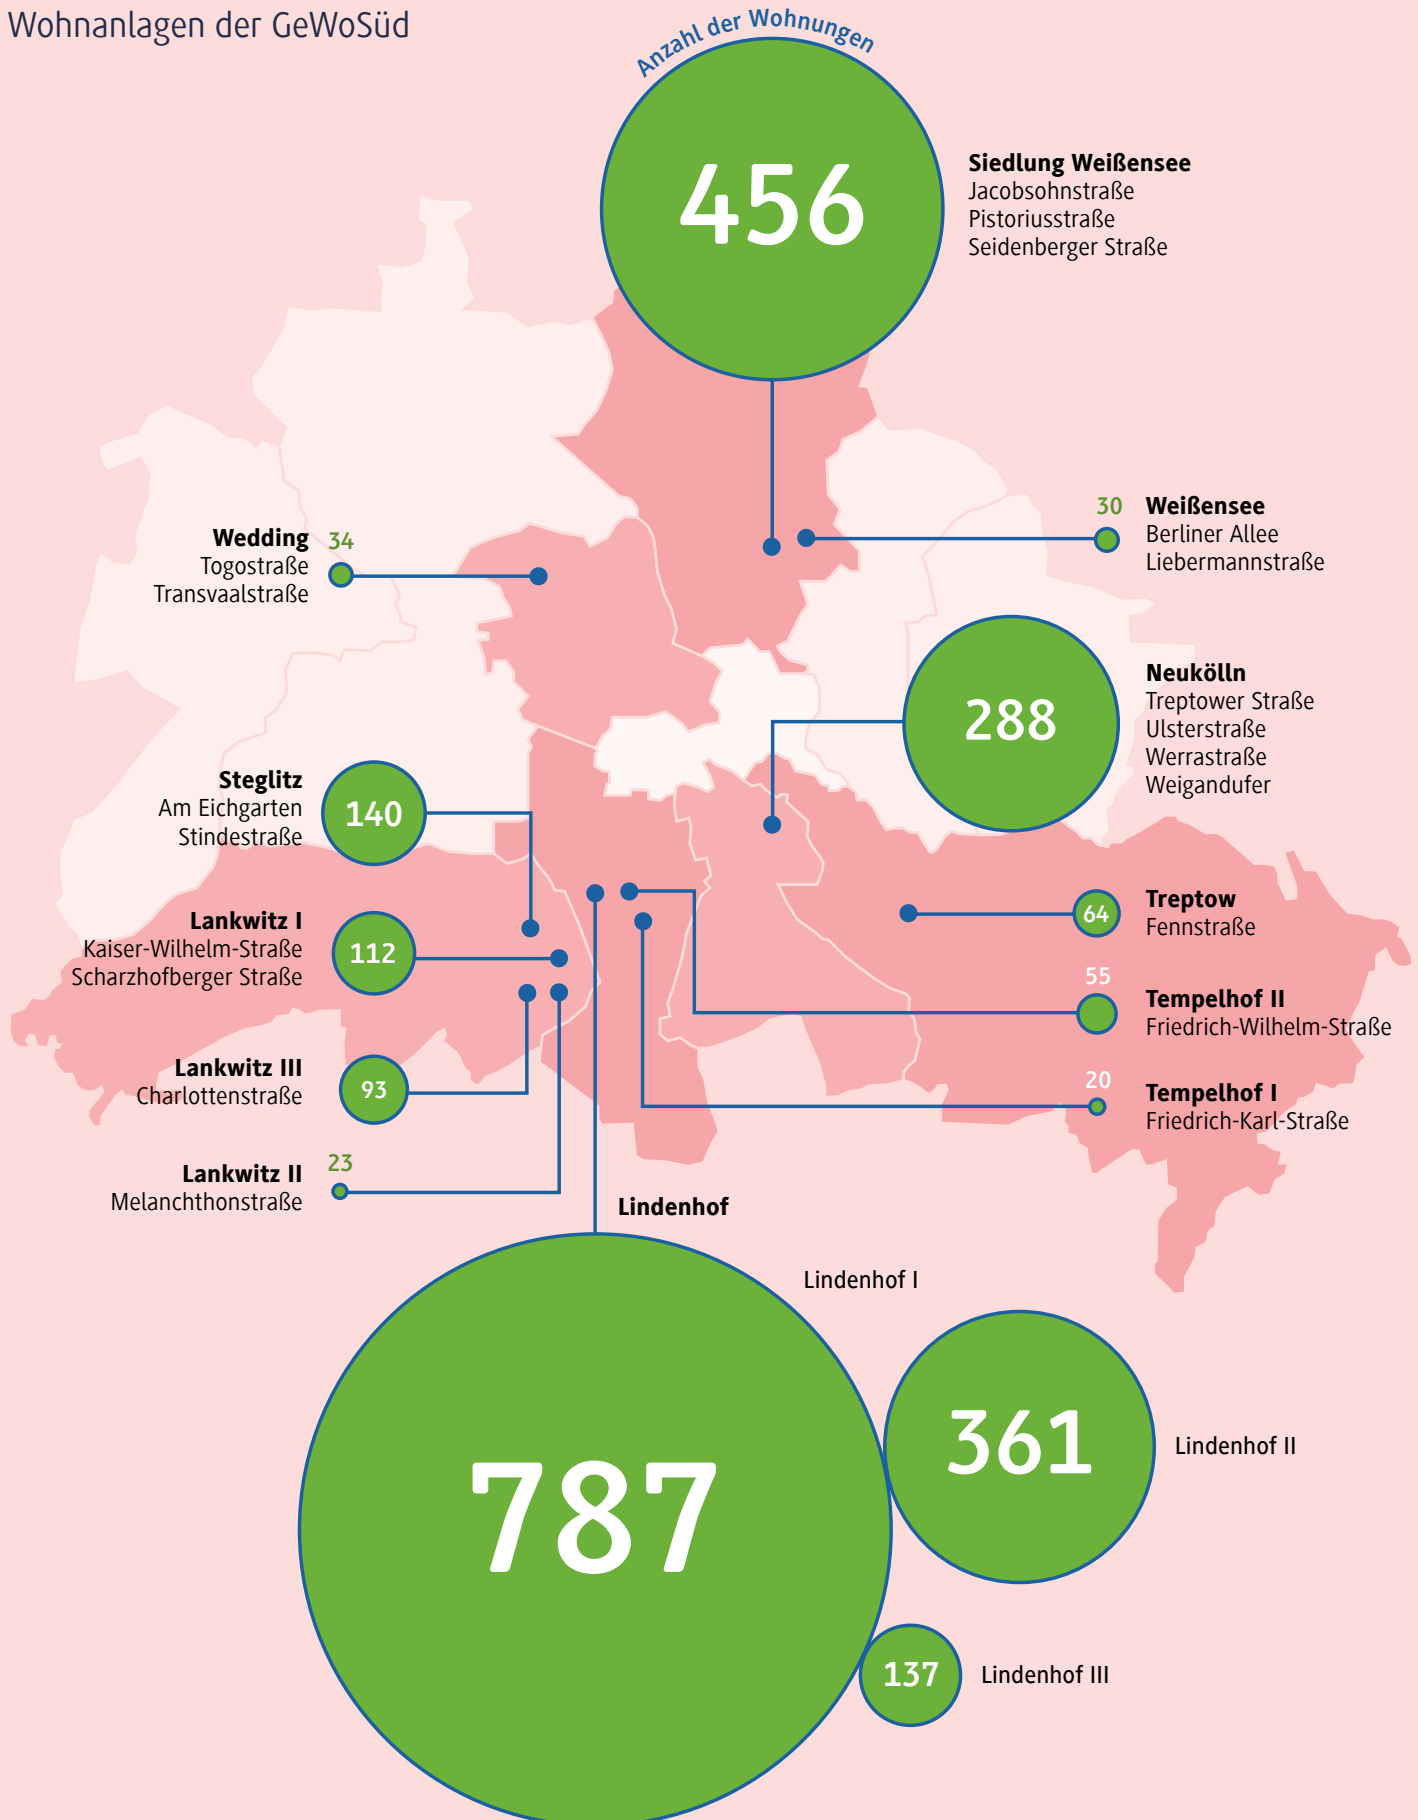 Wohnanlagen der GeWoSüd
Anzahl der Wohnungen
456
Siedlung Weißensee
Jacobsohnstraße
Pistoriusstraße
Seidenberger Straße
30
Weißensee
Berliner Allee
Liebermannstraße
Wedding
34
Togostraße
Transvaalstraße
288
Neukölln
Treptower Straße
Ulsterstraße
Werrastraße
Weigandufer
Steglitz
Am Eichgarten
Stindestraße
140
Lankwitz I
Kaiser-Wilhelm-Straße
Scharzhofberger Straße
112
64
Treptow
Fennstraße
55
Tempelhof II
Friedrich-Wilhelm-Straße
Lankwitz III
Charlottenstraße
93
20
Tempelhof I
Friedrich-Karl-Straße
Lankwitz II
Melanchthonstraße
23
Lindenhof
Lindenhof I
787
361
Lindenhof II
137
Lindenhof III